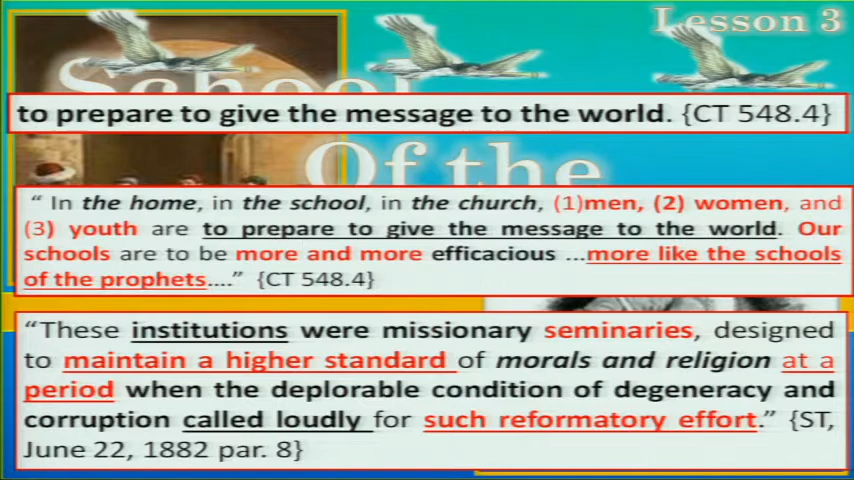 Lesson 3
School
to prepare to give the message to the world. {CT 548.4}
Of the
“ In the home, in the school, in the church, (1)men, (2) women, and
(3) youth are to prepare to give the message to the world. Our
schools are to be more and more efficacious ...more like the schools
of the prophets....” {CT 548.4}
“These institutions were missionary seminaries, designed
to maintain a higher standard of morals and religion at a
period when the deplorable condition of degeneracy and
corruption called loudly for such reformatory effort.” {ST,
June 22, 1882 par. 8}